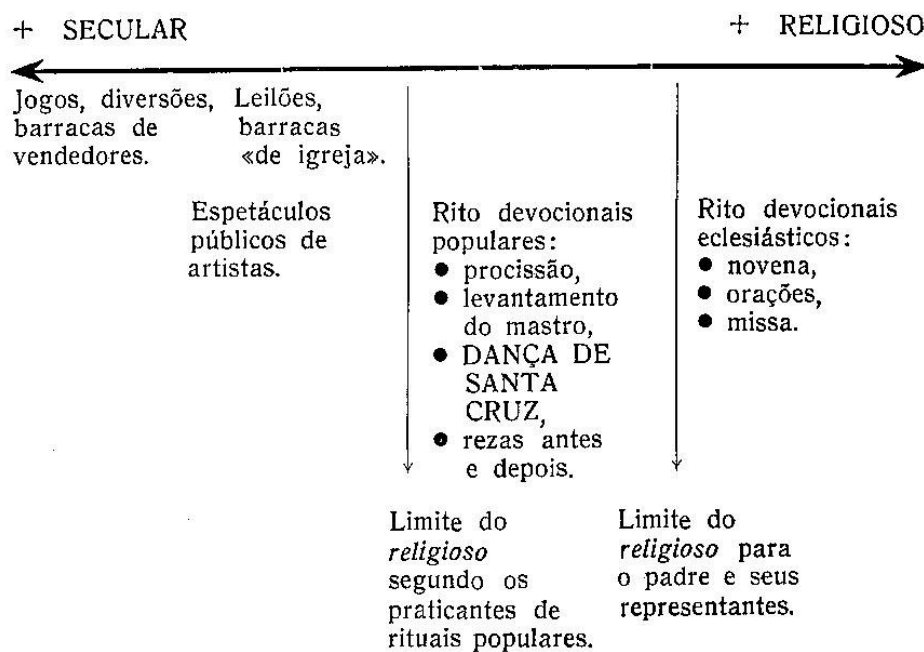 + SECULAR
+ RELIGIOSO
Jogos, diversões,
barracas de
vendedores.
Leilões,
barracas
«de igreja».
Espetáculos
públicos de
artistas.
Rito devocionais
populares:
● procissão,
● levantamento
do mastro,
● DANÇA DE
SANTA
CRUZ,
● rezas antes
e depois.
Rito devocionais
eclesiásticos:
● novena,
● orações,
● missa.
Limite do
religioso
segundo os
praticantes de
rituais populares.
Limite do
religioso para
o padre e seus
representantes.